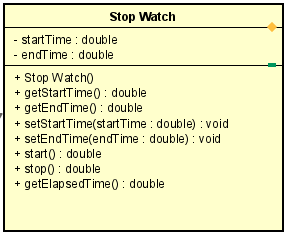 Stop Watch
- startTime : double
- endTime : double
+ Stop Watch()
+ getStartTime() : double
+ getEndTime() : double
+ setStartTime(startTime : double) : void
+ setEndTime(endTime : double) : void
+ start() : double
+ stop() : double
+ getElapsedTime() : double